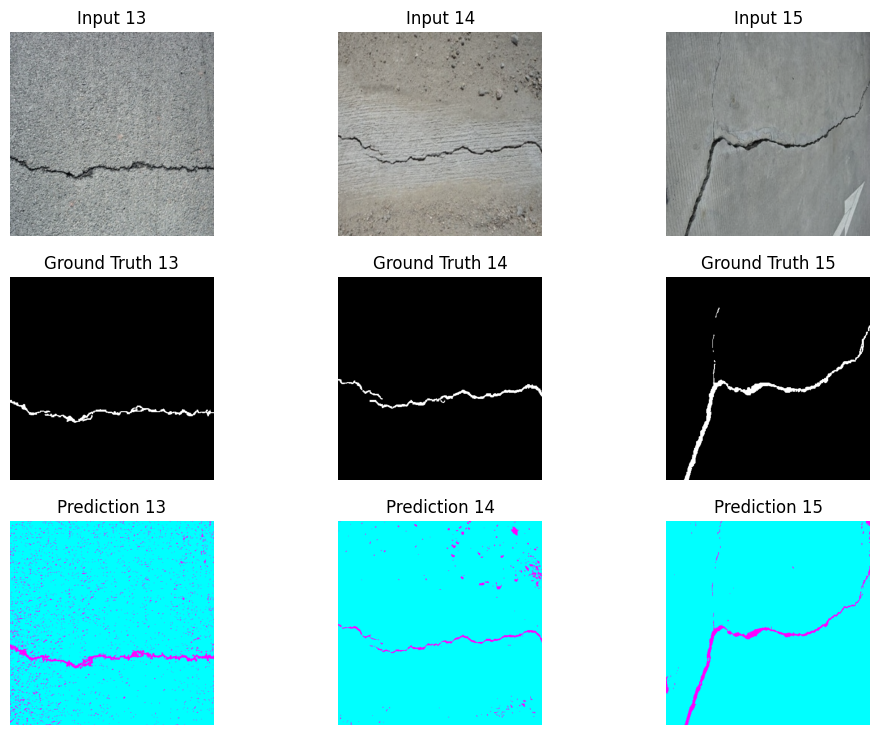 Input 13
Input 14
Input 15
Ground Truth 13
Ground Truth 14
Ground Truth 15
Prediction 13
Prediction 14
Prediction 15